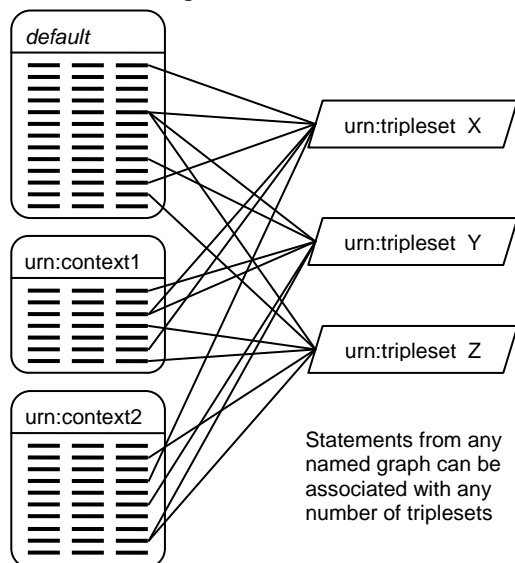 default
urn:tripleset X
urn:tripleset Y
urn:context1
urn:tripleset Z
urn:context2
Statements from any
named graph can be
associated with any
number of triplesets